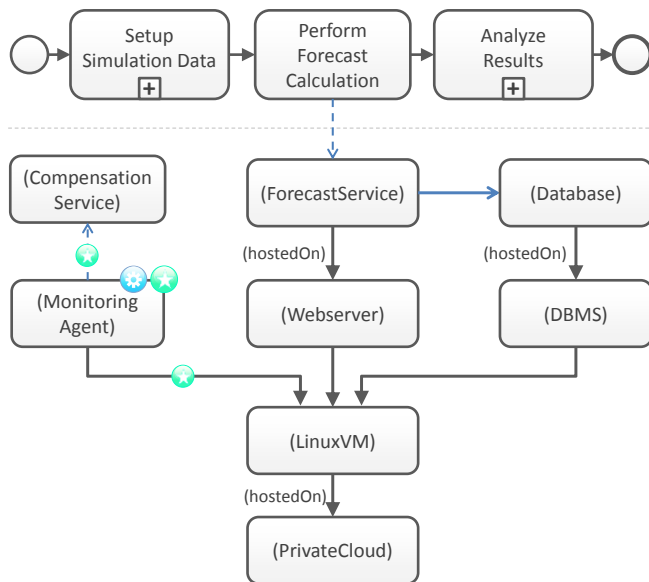 Setup
Simulation Data
Perform
Forecast
Calculation
Analyze
Results
(Compensation
Service)
(ForecastService)
(Database)
(hostedOn)
(hostedOn)
(Monitoring
Agent)
(Webserver)
(DBMS)
(LinuxVM)
(hostedOn)
(PrivateCloud)